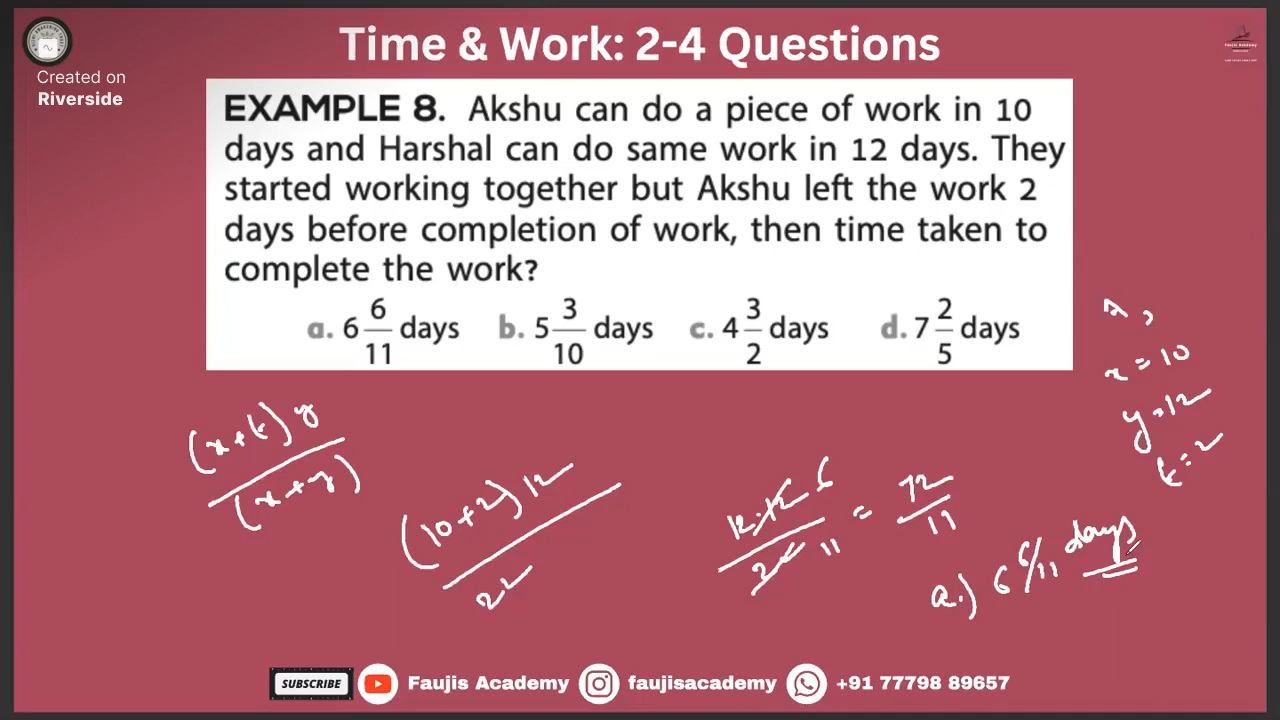 Time & Work: 2-4 Questions
Created on
Riverside
Faujis Academy
EXAMPLE 8. Akshu can do a piece of work in 10
days and Harshal can do same work in 12 days. They
started working together but Akshu left the work 2
days before completion of work, then time taken to
complete the work?
a. 6 6/11 days b. 5 3/10 days c. 4 3/2 days d. 7 2/5 days
x,
x = 10
y = 12
t = 2
(x+t) y / (x+y)
(10+2) 12 / 22
12.12 6 / 22 11 = 72 / 11
a.) 6 6/11 days
SUBSCRIBE Faujis Academy faujisacademy +91 77798 89657